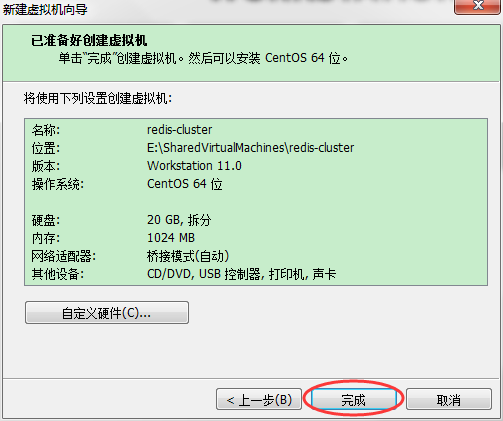 新建虚拟机向导
已准备好创建虚拟机
单击“完成”创建虚拟机。然后可以安装 CentOS 64 位。
将使用下列设置创建虚拟机:
名称: redis-cluster
位置: E:\SharedVirtualMachines\redis-cluster
版本: Workstation 11.0
操作系统: CentOS 64 位
硬盘: 20 GB, 拆分
内存: 1024 MB
网络适配器: 桥接模式(自动)
其他设备: CD/DVD, USB 控制器, 打印机, 声卡
自定义硬件(C)...
< 上一步(B) 完成 取消